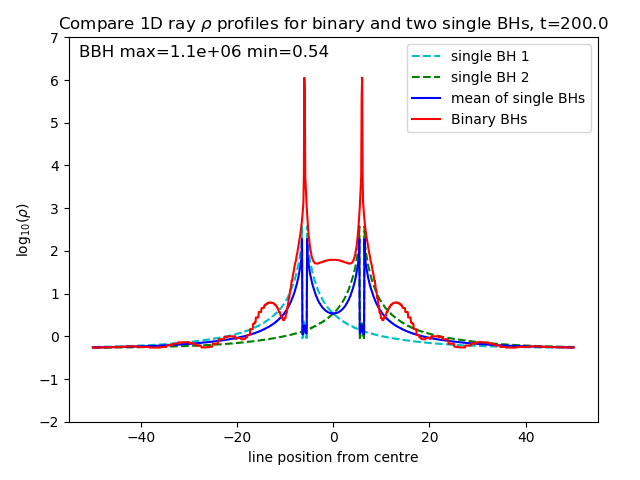 Compare 1D ray ρ profiles for binary and two single BHs, t=200.0
BBH max=1.1e+06 min=0.54
single BH 1
single BH 2
mean of single BHs
Binary BHs
7
6
5
4
3
2
1
0
−1
−2
log₁₀(ρ)
−40 −20 0 20 40
line position from centre